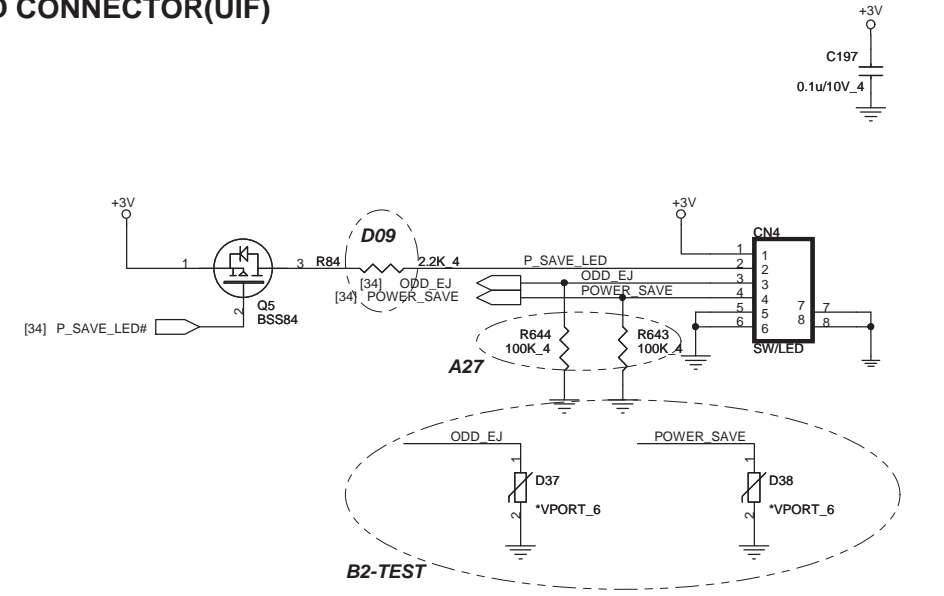 CONNECTOR(UIF)
+3V
C197
0.1u/10V_4
+3V
+3V
D09
CN4
1
3
R84
2.2K_4
P_SAVE_LED
[34] ODD_EJ
ODD_EJ
[34] POWER_SAVE
POWER_SAVE
1
2
3
4
5
6
1
2
3
4
5
6
7
8
7
8
SW/LED
Q5
BSS84
2
[34] P_SAVE_LED#
R644
100K_4
R643
100K_4
A27
ODD_EJ
POWER_SAVE
1
D37
*VPORT_6
2
1
D38
*VPORT_6
2
B2-TEST